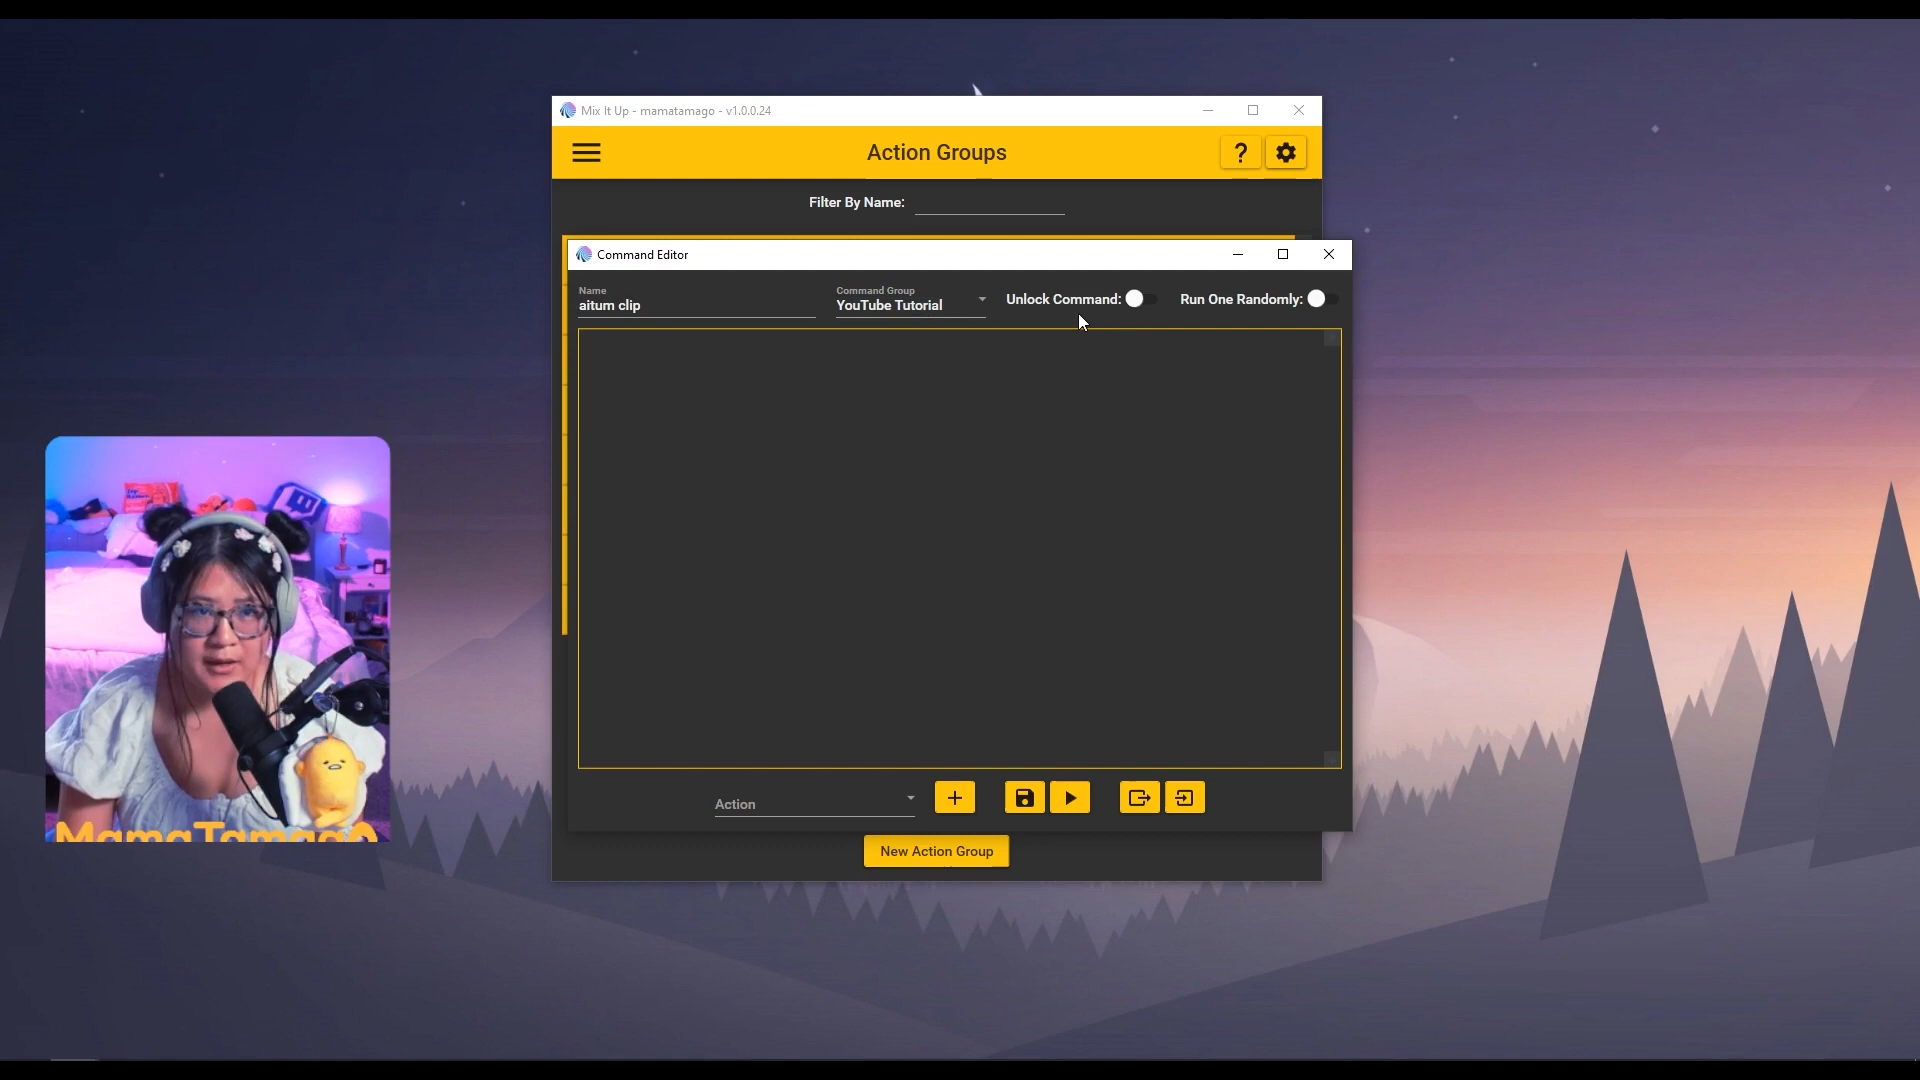 Mix It Up - mamatamago - v1.0.0.24
Action Groups
?
Filter By Name:
Command Editor
Name
aitum clip
Command Group
YouTube Tutorial
Unlock Command:
Run One Randomly:
Action
New Action Group
MamaTamago